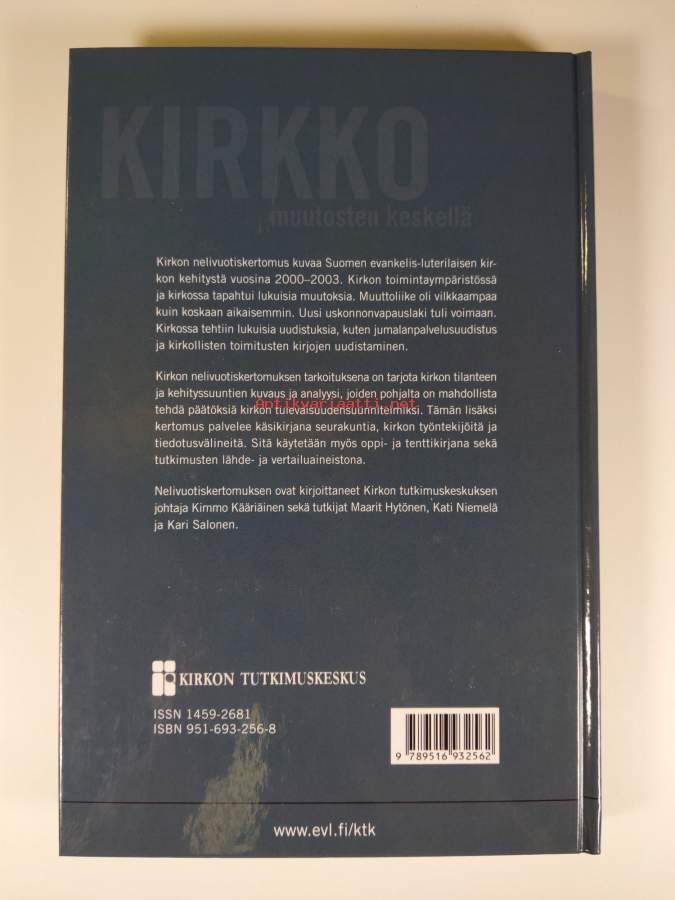 KIRKKO
muutosten keskellä
Kirkon nelivuotiskertomus kuvaa Suomen evankelis-luterilaisen kir-
kon kehitystä vuosina 2000–2003. Kirkon toimintaympäristössä
ja kirkossa tapahtui lukuisia muutoksia. Muuttoliike oli vilkkaampaa
kuin koskaan aikaisemmin. Uusi uskonnonvapauslaki tuli voimaan.
Kirkossa tehtiin lukuisia uudistuksia, kuten jumalanpalvelusuudistus
ja kirkollisten toimitusten kirjojen uudistaminen.
Kirkon nelivuotiskertomuksen tarkoituksena on tarjota kirkon tilanteen
ja kehityssuuntien kuvaus ja analyysi, joiden pohjalta on mahdollista
Antikvariaatti.net
tehdä päätöksiä kirkon tulevaisuudensuunnitelmiksi. Tämän lisäksi
kertomus palvelee käsikirjana seurakuntia, kirkon työntekijöitä ja
tiedotusvälineitä. Sitä käytetään myös oppi- ja tenttikirjana sekä
tutkimusten lähde- ja vertailuaineistona.
Nelivuotiskertomuksen ovat kirjoittaneet Kirkon tutkimuskeskuksen
johtaja Kimmo Kääriäinen sekä tutkijat Maarit Hytönen, Kati Niemelä
ja Kari Salonen.
KIRKON TUTKIMUSKESKUS
ISSN 1459-2681
ISBN 951-693-256-8
9 789516 932562
www.evl.fi/ktk